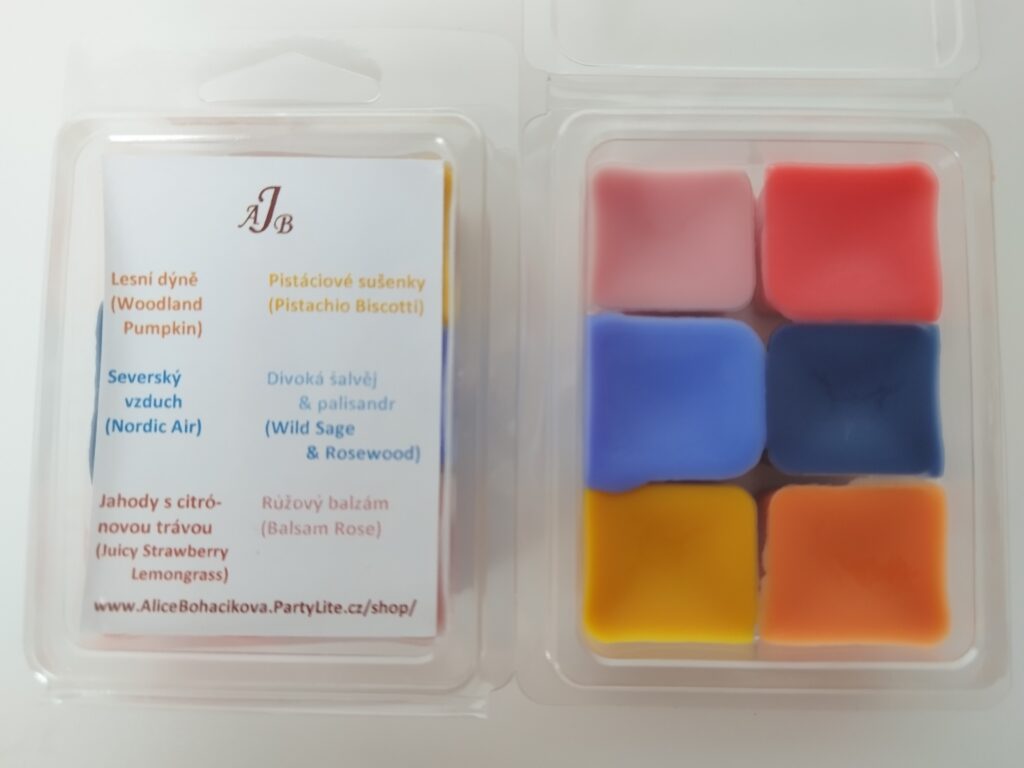 AJB
Lesní dýně
(Woodland
Pumpkin)
Pistáciové sušenky
(Pistachio Biscotti)
Severský
vzduch
(Nordic Air)
Divoká šalvěj
& palisandr
(Wild Sage
& Rosewood)
Jahody s citró-
novou trávou
(Juicy Strawberry
Lemongrass)
Růžový balzám
(Balsam Rose)
www.AliceBohacikova.PartyLite.cz/shop/